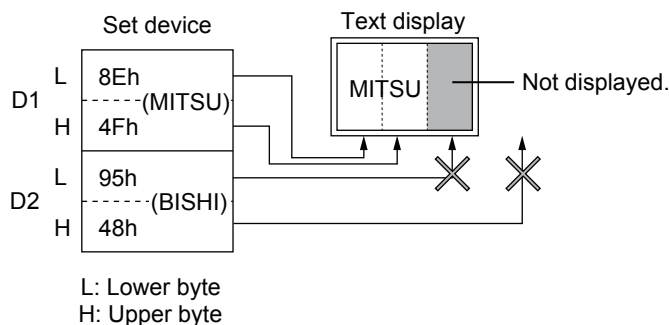 Set device
Text display
D1
L
8Eh
(MITSU)
H
4Fh
D2
L
95h
(BISHI)
H
48h
MITSU
Not displayed.
L: Lower byte
H: Upper byte